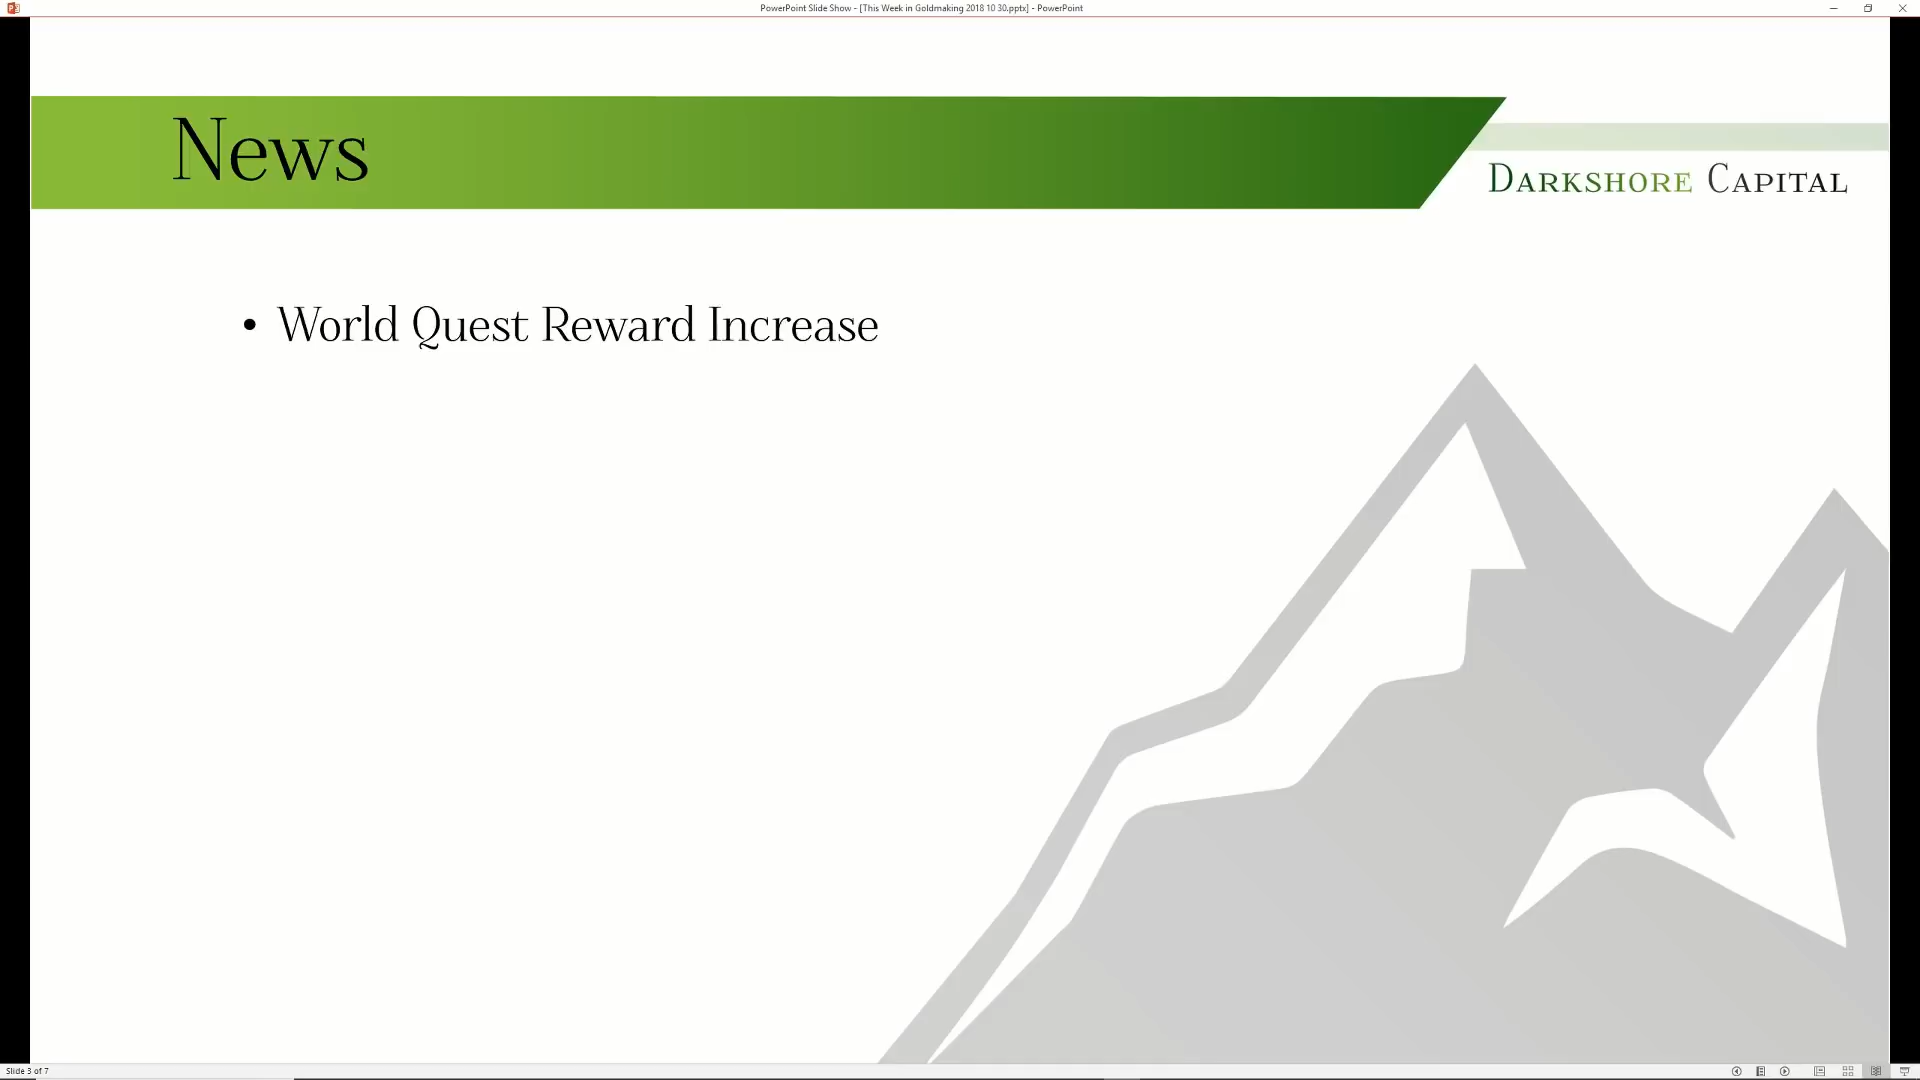 PowerPoint Slide Show - [This Week in Goldmaking 2018 10 30.pptx] - PowerPoint
News
Darkshore Capital
• World Quest Reward Increase
Slide 3 of 7